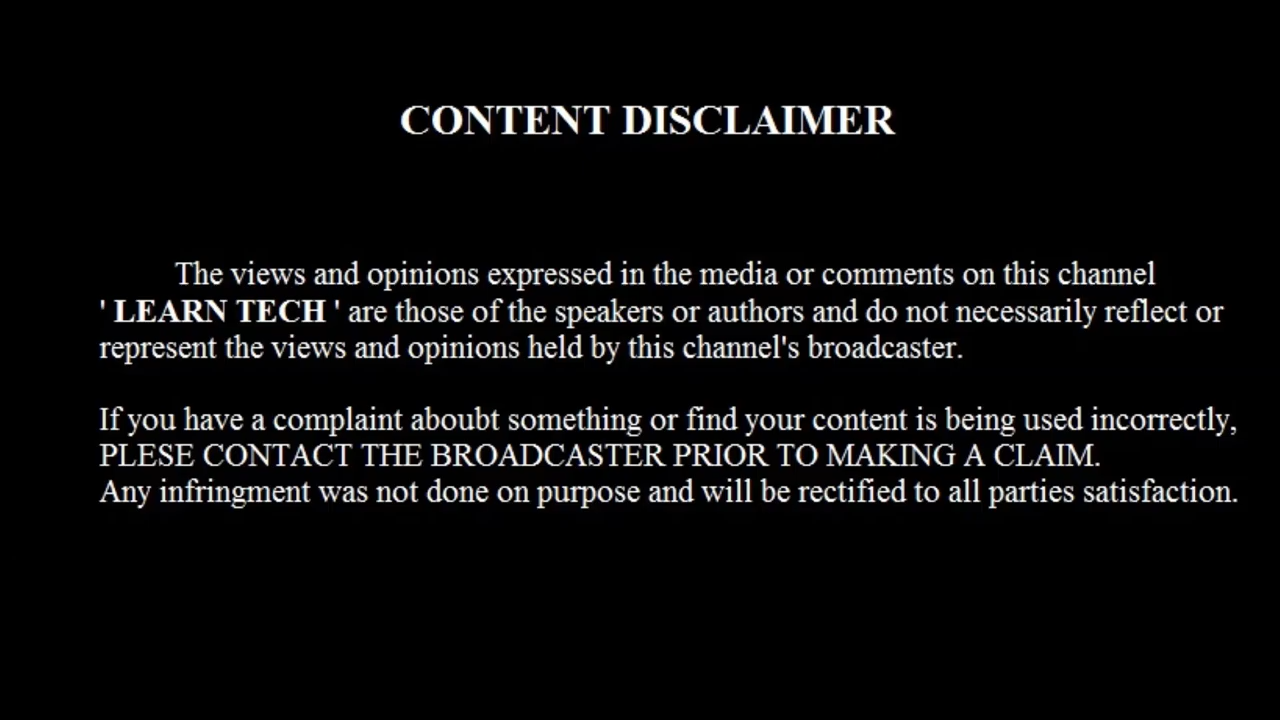 CONTENT DISCLAIMER
The views and opinions expressed in the media or comments on this channel
' LEARN TECH ' are those of the speakers or authors and do not necessarily reflect or
represent the views and opinions held by this channel's broadcaster.
If you have a complaint aboubt something or find your content is being used incorrectly,
PLESE CONTACT THE BROADCASTER PRIOR TO MAKING A CLAIM.
Any infringment was not done on purpose and will be rectified to all parties satisfaction.